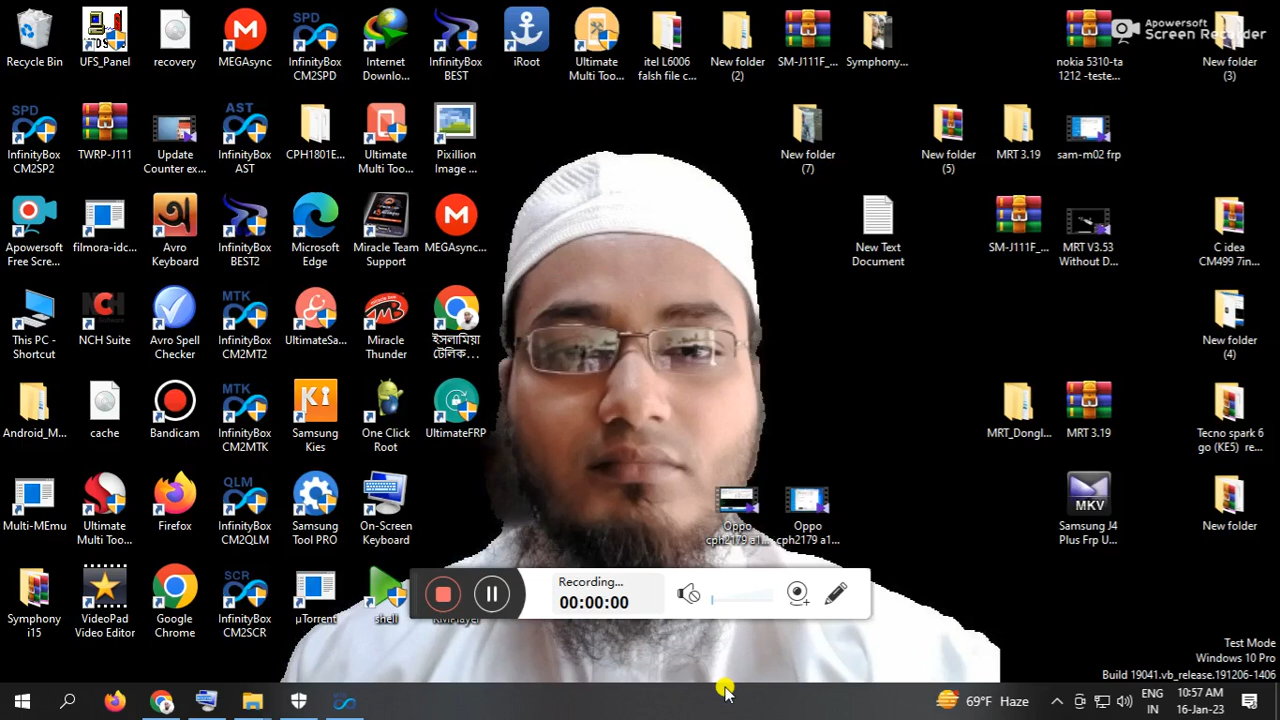 Recycle Bin
UFS_Panel
recovery
MEGAsync
SPD
InfinityBox
CM2SPD
Internet
Downlo...
InfinityBox
BEST
iRoot
Ultimate
Multi Too...
itel L6006
falsh file c...
New folder
(2)
SM-J111F_...
Symphony...
nokia 5310-ta
1212 -teste...
Apowersoft
Screen Recorder
New folder
(3)
SPD
InfinityBox
CM2SP2
TWRP-J111
Update
Counter ex...
AST
InfinityBox
AST
CPH1801E...
Ultimate
Multi Too...
Pixillion
Image ...
New folder
(7)
New folder
(5)
MRT 3.19
sam-m02 frp
Apowersoft
Free Scre...
filmora-idc...
অ
Avro
Keyboard
InfinityBox
BEST2
Microsoft
Edge
Miracle Team
Support
MEGAsync...
New Text
Document
SM-J111F_...
MRT V3.53
Without D...
C idea
CM499 7in...
This PC -
Shortcut
NCH
NCH Suite
Avro Spell
Checker
MTK
InfinityBox
CM2MT2
UltimateSa...
Miracle
Thunder
ইসলামিয়া
টেলিক...
New folder
(4)
Android_M...
cache
Bandicam
MTK
InfinityBox
CM2MTK
Ki
Samsung
Kies
One Click
Root
UltimateFRP
MRT_Dongl...
MRT 3.19
Tecno spark 6
go (KE5) re...
Multi-MEmu
Ultimate
Multi Too...
Firefox
QLM
InfinityBox
CM2QLM
Samsung
Tool PRO
On-Screen
Keyboard
Oppo
cph2179 a1...
Oppo
cph2179 a1...
MKV
Samsung J4
Plus Frp U...
New folder
Symphony
i15
VideoPad
Video Editor
Google
Chrome
SCR
InfinityBox
CM2SCR
µTorrent
shell
KMPlayer
Recording...
00:00:00
Test Mode
Windows 10 Pro
Build 19041.vb_release.191206-1406
69°F Haze
ENG
IN
10:57 AM
16-Jan-23